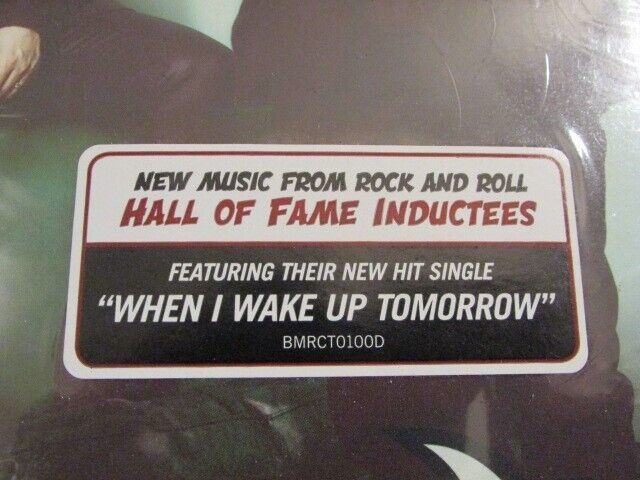 NEW MUSIC FROM ROCK AND ROLL
HALL OF FAME INDUCTEES
FEATURING THEIR NEW HIT SINGLE
"WHEN I WAKE UP TOMORROW"
BMRCT0100D